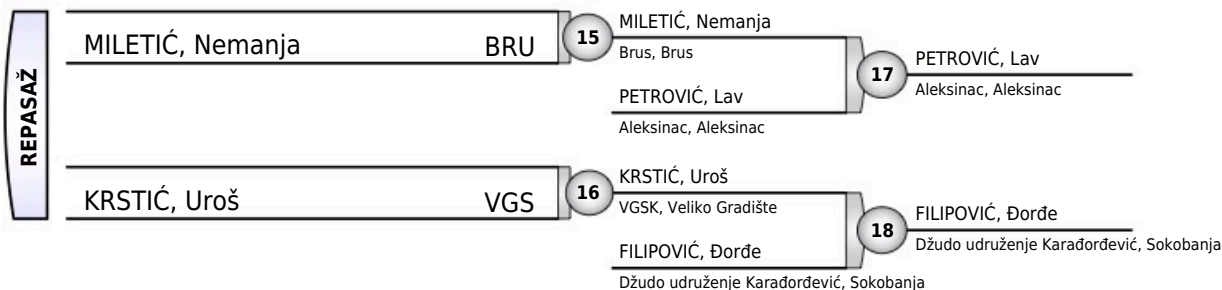 REPASAŽ
MILETIĆ, Nemanja BRU
15
MILETIĆ, Nemanja
Brus, Brus
PETROVIĆ, Lav
Aleksinac, Aleksinac
17
PETROVIĆ, Lav
Aleksinac, Aleksinac
KRSTIĆ, Uroš VGS
16
KRSTIĆ, Uroš
VGSK, Veliko Gradište
FILIPOVIĆ, Đorđe
Džudo udruženje Karađorđević, Sokobanja
18
FILIPOVIĆ, Đorđe
Džudo udruženje Karađorđević, Sokobanja